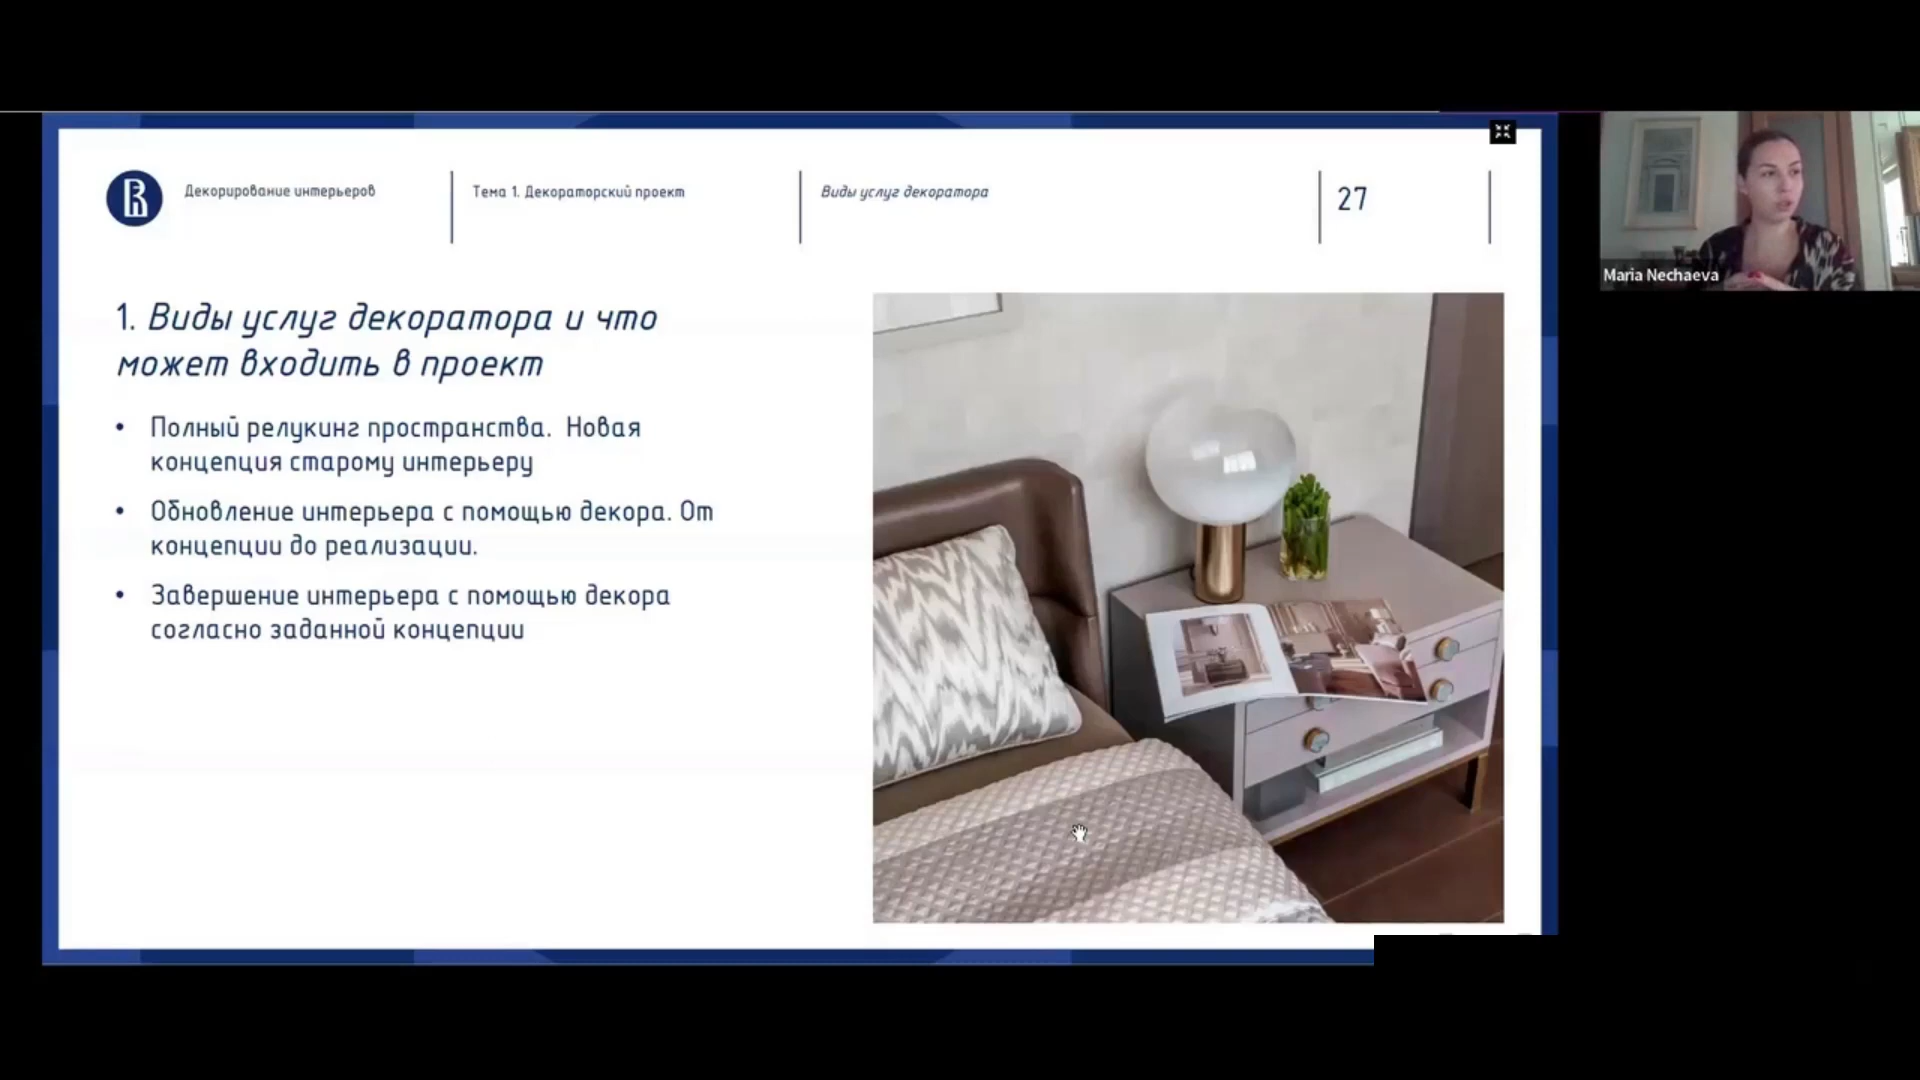 Декорирование интерьеров
Тема 1. Декораторский проект
Виды услуг декоратора
27
Maria Nechaeva
1. Виды услуг декоратора и что
может входить в проект
• Полный релукинг пространства. Новая
концепция старому интерьеру
• Обновление интерьера с помощью декора. От
концепции до реализации.
• Завершение интерьера с помощью декора
согласно заданной концепции